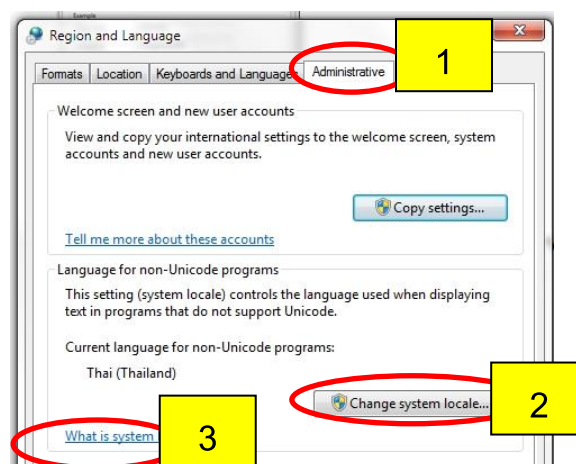 Example
Region and Language
Formats Location Keyboards and Languages Administrative
1
Welcome screen and new user accounts
View and copy your international settings to the welcome screen, system
accounts and new user accounts.
Copy settings...
Tell me more about these accounts
Language for non-Unicode programs
This setting (system locale) controls the language used when displaying
text in programs that do not support Unicode.
Current language for non-Unicode programs:
Thai (Thailand)
Change system locale...
2
What is system
3